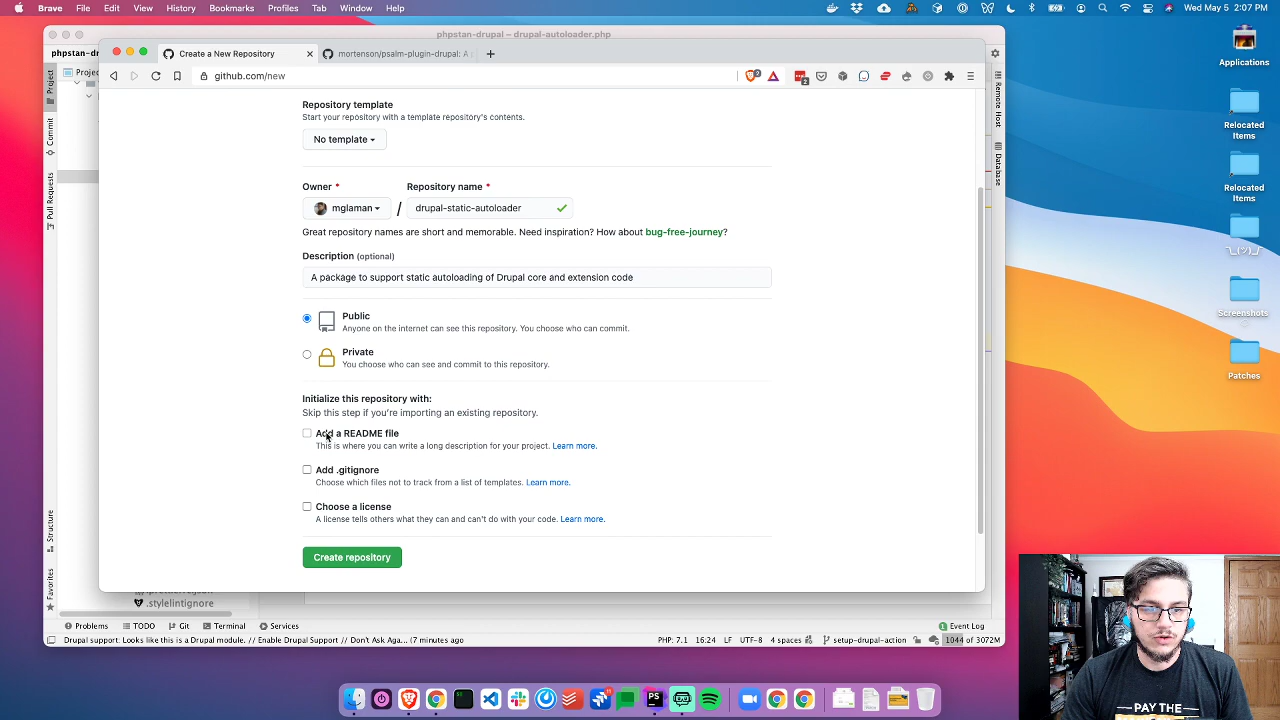 Brave File Edit View History Bookmarks Profiles Tab Window Help
Wed May 5 2:07 PM
phpstan-drupal – drupal-autoloader.php
phpstan-dr
Create a New Repository
mortenson/psalm-plugin-drupal: A
Project
github.com/new
Applications
Relocated Items
Relocated Items
¯\_(ツ)_/¯
Screenshots
Patches
Project
Commit
Pull Requests
Structure
Favorites
Remote Host
Database
Repository template
Start your repository with a template repository's contents.
No template
Owner *
Repository name *
mglaman
/
drupal-static-autoloader
Great repository names are short and memorable. Need inspiration? How about bug-free-journey?
Description (optional)
A package to support static autoloading of Drupal core and extension code
Public
Anyone on the internet can see this repository. You choose who can commit.
Private
You choose who can see and commit to this repository.
Initialize this repository with:
Skip this step if you're importing an existing repository.
Add a README file
This is where you can write a long description for your project. Learn more.
Add .gitignore
Choose which files not to track from a list of templates. Learn more.
Choose a license
A license tells others what they can and can't do with your code. Learn more.
Create repository
.stylelintignore
Problems TODO Git Terminal Services
Event Log
Drupal support: Looks like this is a Drupal module. // Enable Drupal Support // Don't Ask Aga... (7 minutes ago)
PHP: 7.1 16:24 LF UTF-8 4 spaces setup-drupal-action 1044 of 3072M
PAY THE